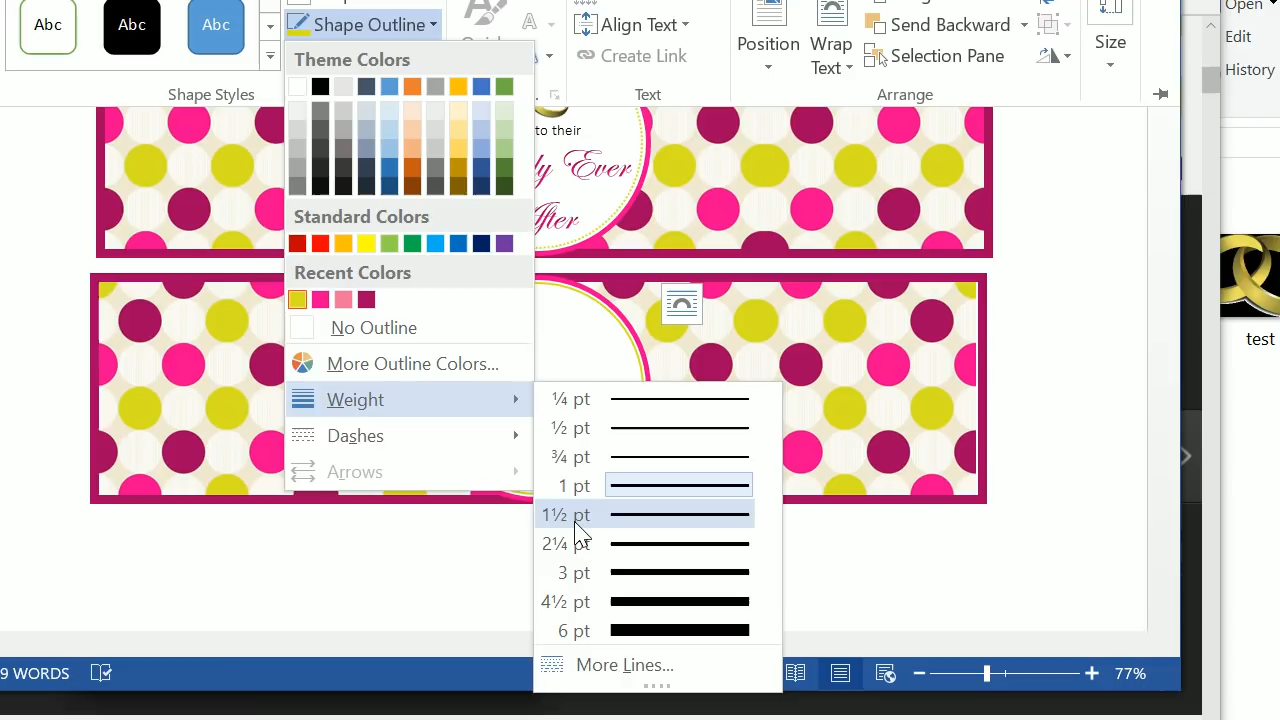 Abc
Abc
Abc
Shape Outline
Align Text
Create Link
Position
Wrap
Text
Send Backward
Selection Pane
Size
Open
Edit
History
Shape Styles
Text
Arrange
Theme Colors
Standard Colors
Recent Colors
No Outline
More Outline Colors...
Weight
Dashes
Arrows
to their
ly Ever
After
test
¼ pt
½ pt
¾ pt
1 pt
1½ pt
2¼ pt
3 pt
4½ pt
6 pt
More Lines...
9 WORDS
77%